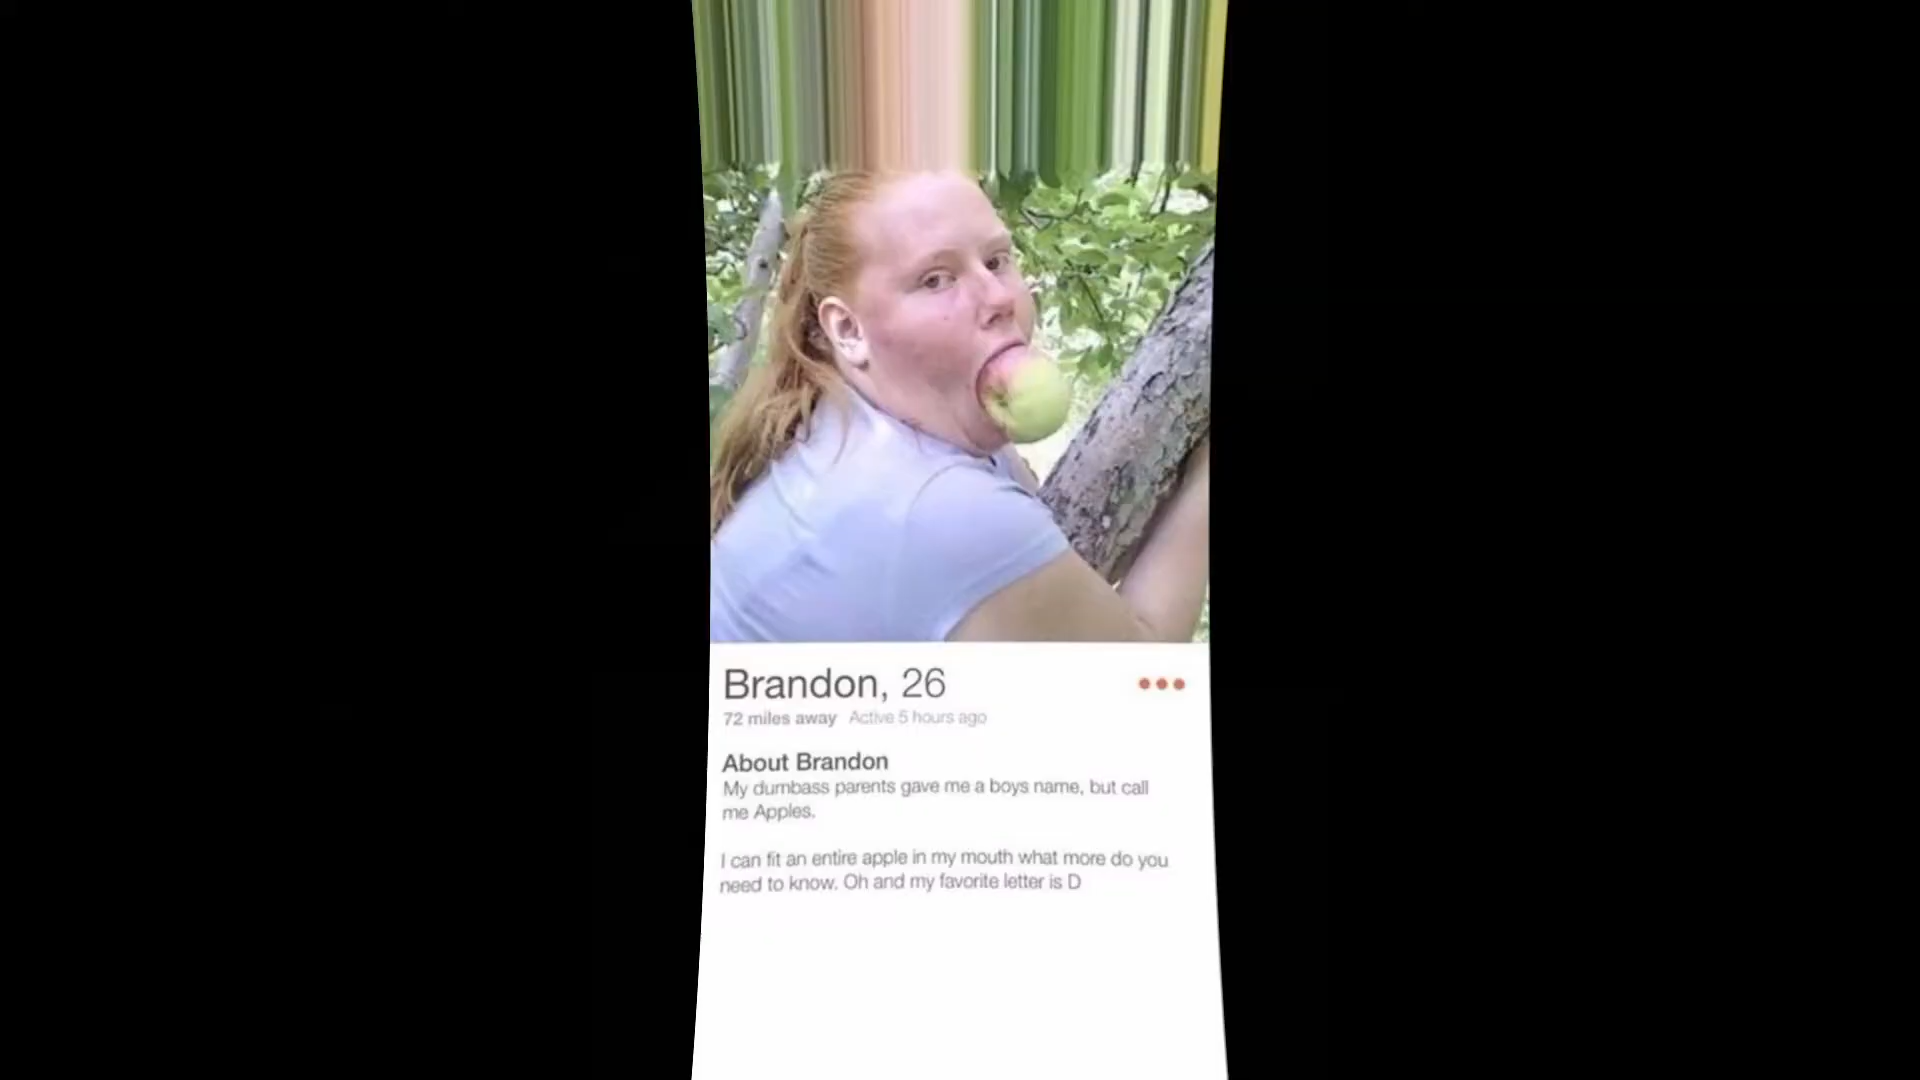 Brandon, 26
72 miles away Active 5 hours ago
About Brandon
My dumbass parents gave me a boys name, but call
me Apples.
I can fit an entire apple in my mouth what more do you
need to know. Oh and my favorite letter is D